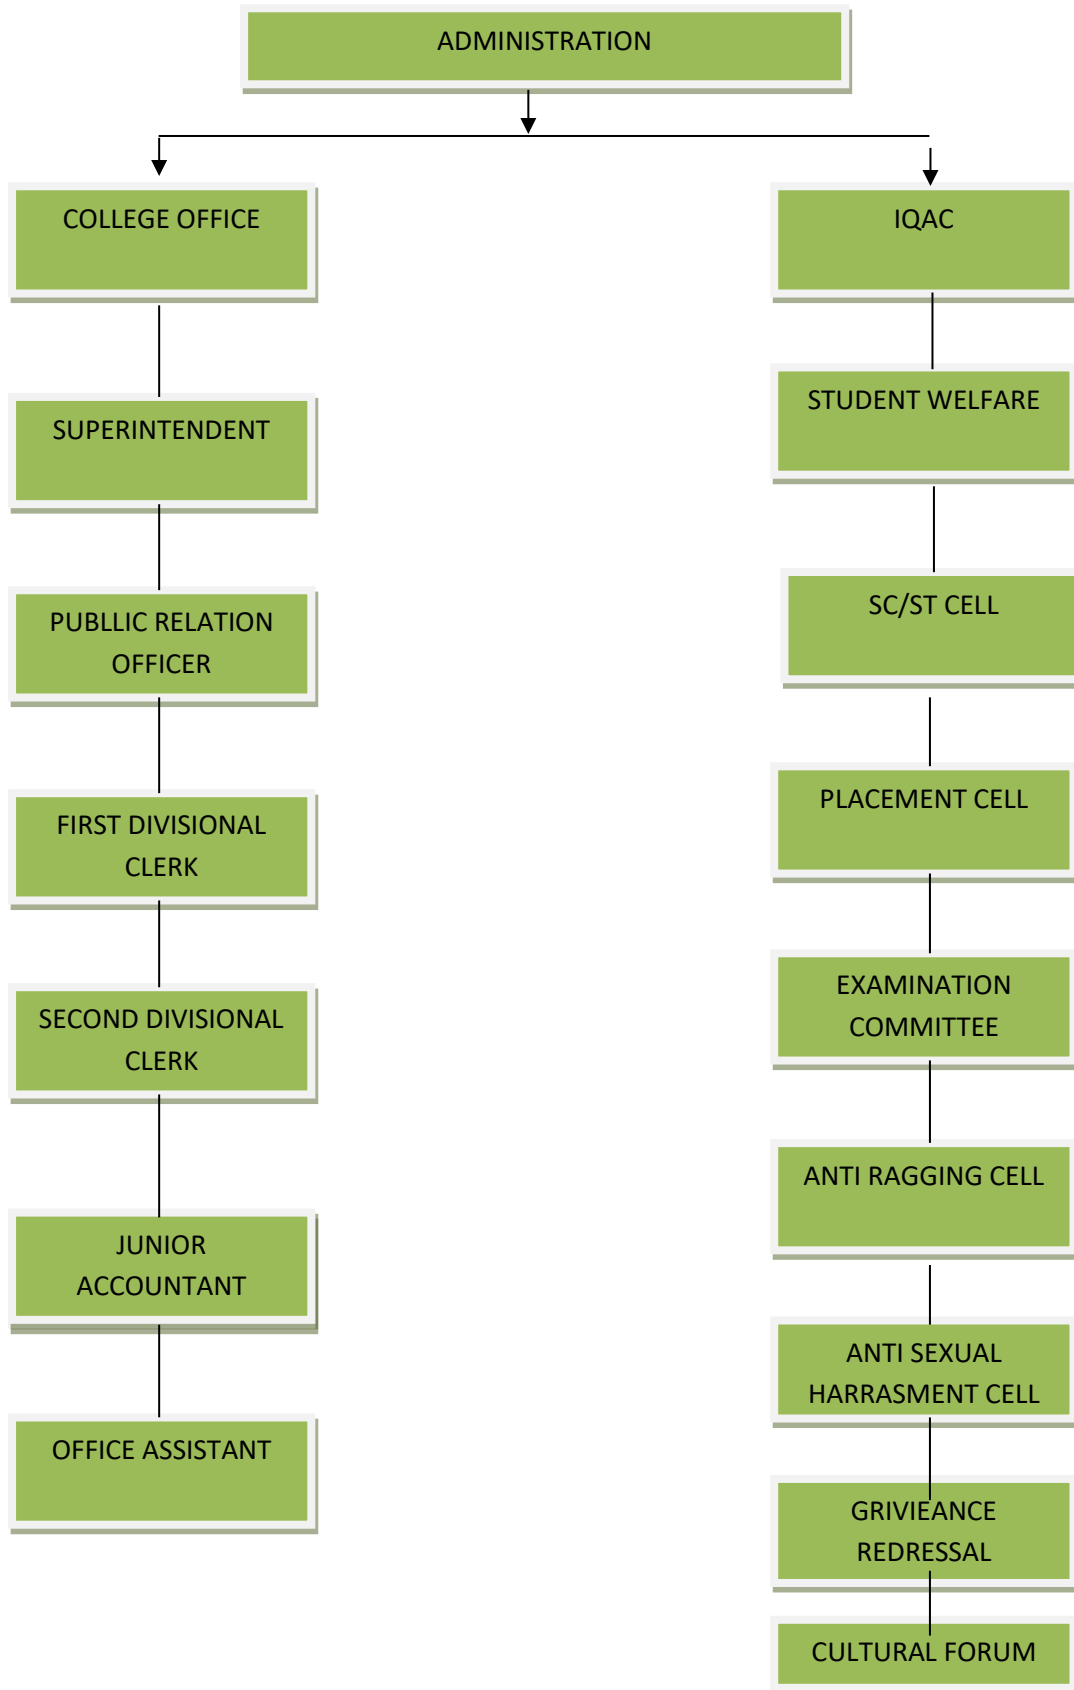 ADMINISTRATION
COLLEGE OFFICE
SUPERINTENDENT
PUBLLIC RELATION
OFFICER
FIRST DIVISIONAL
CLERK
SECOND DIVISIONAL
CLERK
JUNIOR
ACCOUNTANT
OFFICE ASSISTANT
IQAC
STUDENT WELFARE
SC/ST CELL
PLACEMENT CELL
EXAMINATION
COMMITTEE
ANTI RAGGING CELL
ANTI SEXUAL
HARRASMENT CELL
GRIVIEANCE
REDRESSAL
CULTURAL FORUM